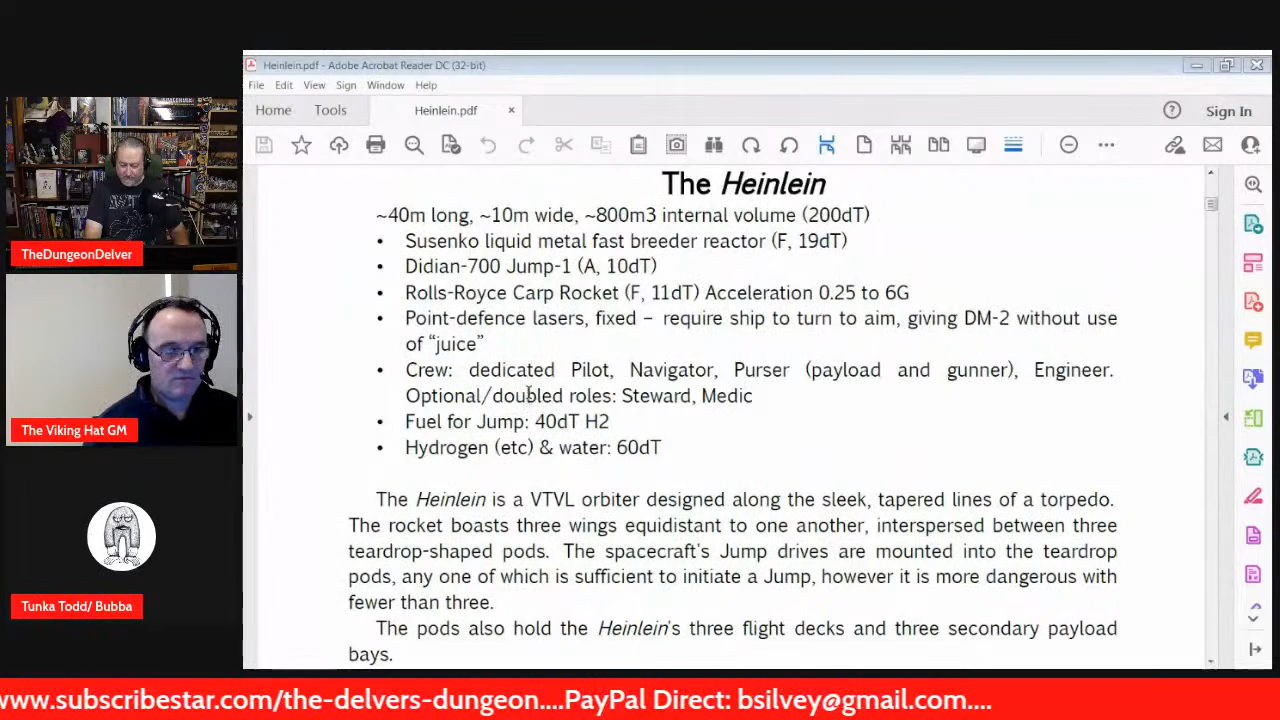 Heinlein.pdf - Adobe Acrobat Reader DC (32-bit)
File Edit View Sign Window Help
Home Tools Heinlein.pdf × Sign In
The Heinlein
~40m long, ~10m wide, ~800m3 internal volume (200dT)
• Susenko liquid metal fast breeder reactor (F, 19dT)
• Didian-700 Jump-1 (A, 10dT)
• Rolls-Royce Carp Rocket (F, 11dT) Acceleration 0.25 to 6G
• Point-defence lasers, fixed – require ship to turn to aim, giving DM-2 without use
of “juice”
• Crew: dedicated Pilot, Navigator, Purser (payload and gunner), Engineer.
Optional/doubled roles: Steward, Medic
• Fuel for Jump: 40dT H2
• Hydrogen (etc) & water: 60dT
The Heinlein is a VTVL orbiter designed along the sleek, tapered lines of a torpedo.
The rocket boasts three wings equidistant to one another, interspersed between three
teardrop-shaped pods. The spacecraft's Jump drives are mounted into the teardrop
pods, any one of which is sufficient to initiate a Jump, however it is more dangerous with
fewer than three.
The pods also hold the Heinlein's three flight decks and three secondary payload
bays.
TheDungeonDelver
The Viking Hat GM
Tunka Todd/ Bubba
www.subscribestar.com/the-delvers-dungeon....PayPal Direct: bsilvey@gmail.com....